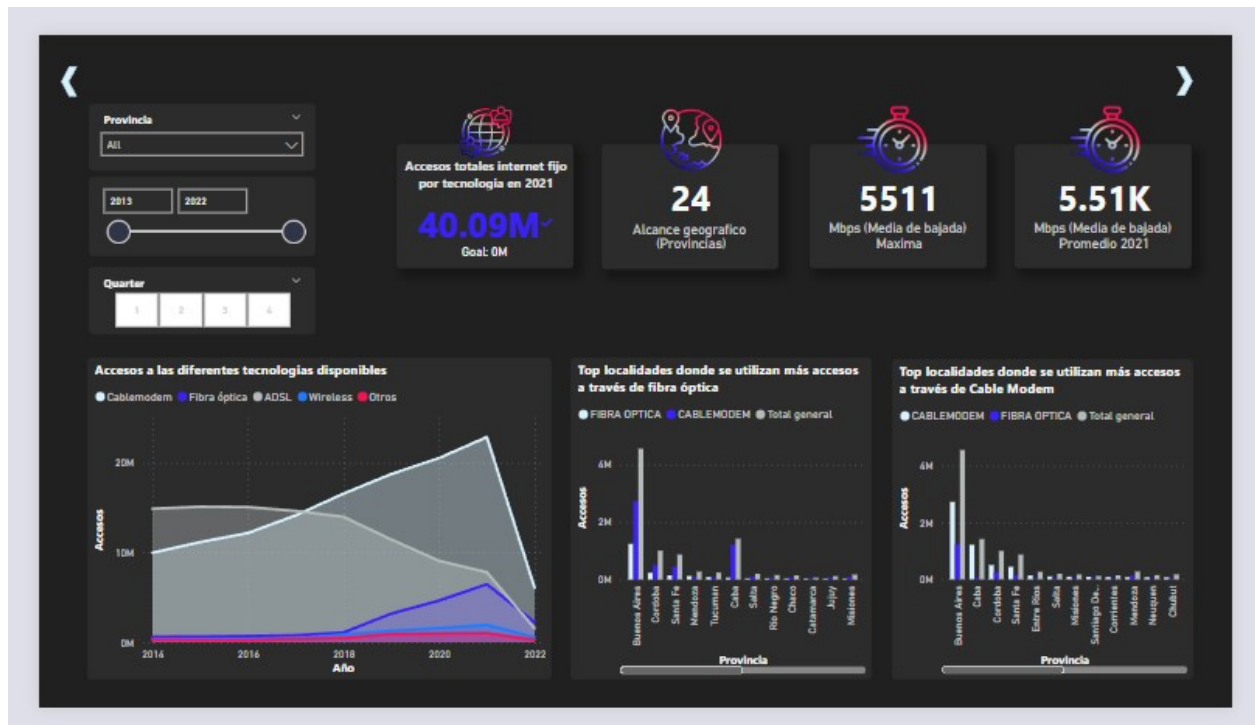 Provincia
All
2013
2022
Quarter
1
2
3
4
Accesos totales internet fijo
por tecnologia en 2021
40.09M
Goal: 0M
24
Alcance geografico
(Provincias)
5511
Mbps (Media de bajada)
Maxima
5.51K
Mbps (Media de bajada)
Promedio 2021
Accesos a las diferentes tecnologias disponibles
Cablemodem Fibra óptica ADSL Wireless Otros
20M
10M
0M
Accesos
2014
2016
2018
2020
2022
Año
Top localidades donde se utilizan más accesos
a través de fibra óptica
FIBRA OPTICA CABLEMODEM Total general
4M
2M
0M
Accesos
Buenos Aires
Cordoba
Santa Fe
Mendoza
Tucuman
Caba
Salta
Río Negro
Chaco
Catamarca
Jujuy
Misiones
Provincia
Top localidades donde se utilizan más accesos
a través de Cable Modem
CABLEMODEM FIBRA OPTICA Total general
4M
2M
0M
Accesos
Buenos Aires
Caba
Cordoba
Santa Fe
Entre Ríos
Salta
Misiones
Santiago De...
Corrientes
Mendoza
Neuquen
Chubut
Provincia